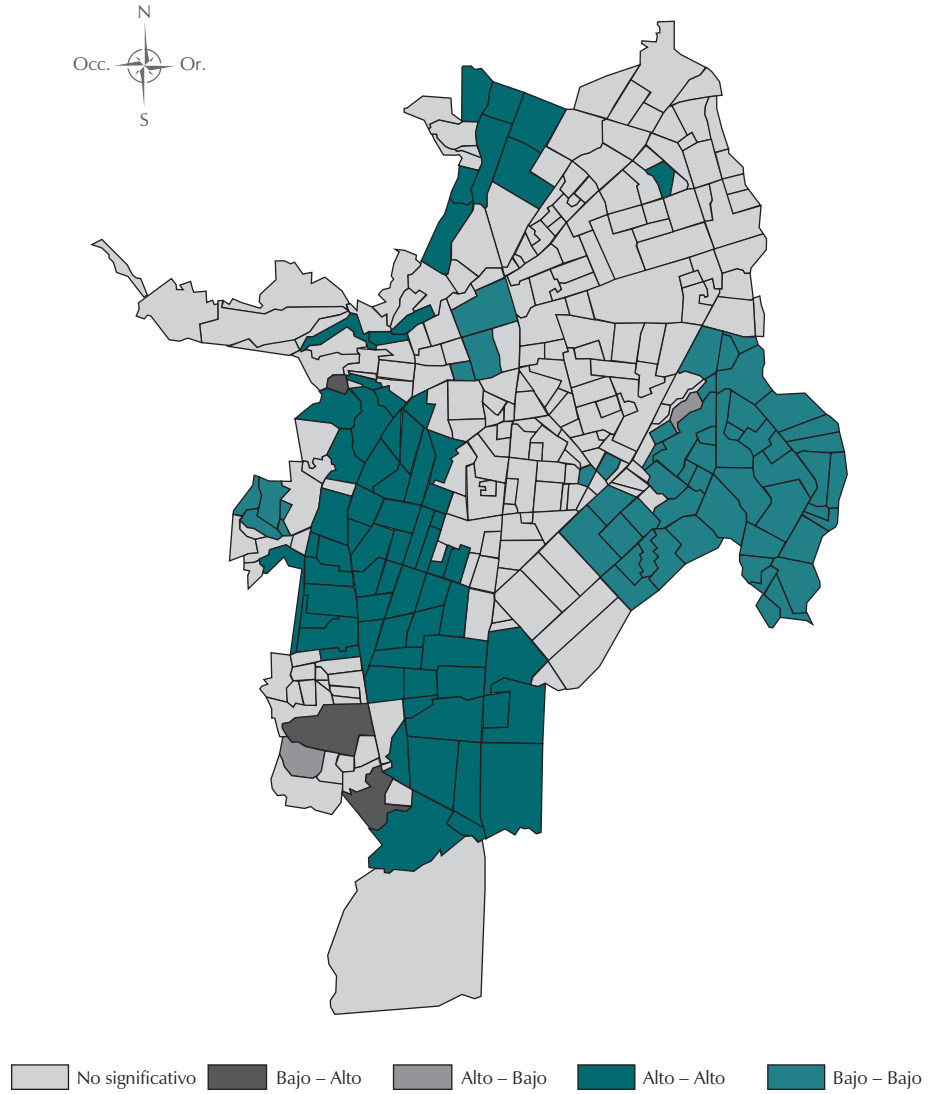 N
Occ. Or.
S
No significativo Bajo – Alto Alto – Bajo Alto – Alto Bajo – Bajo